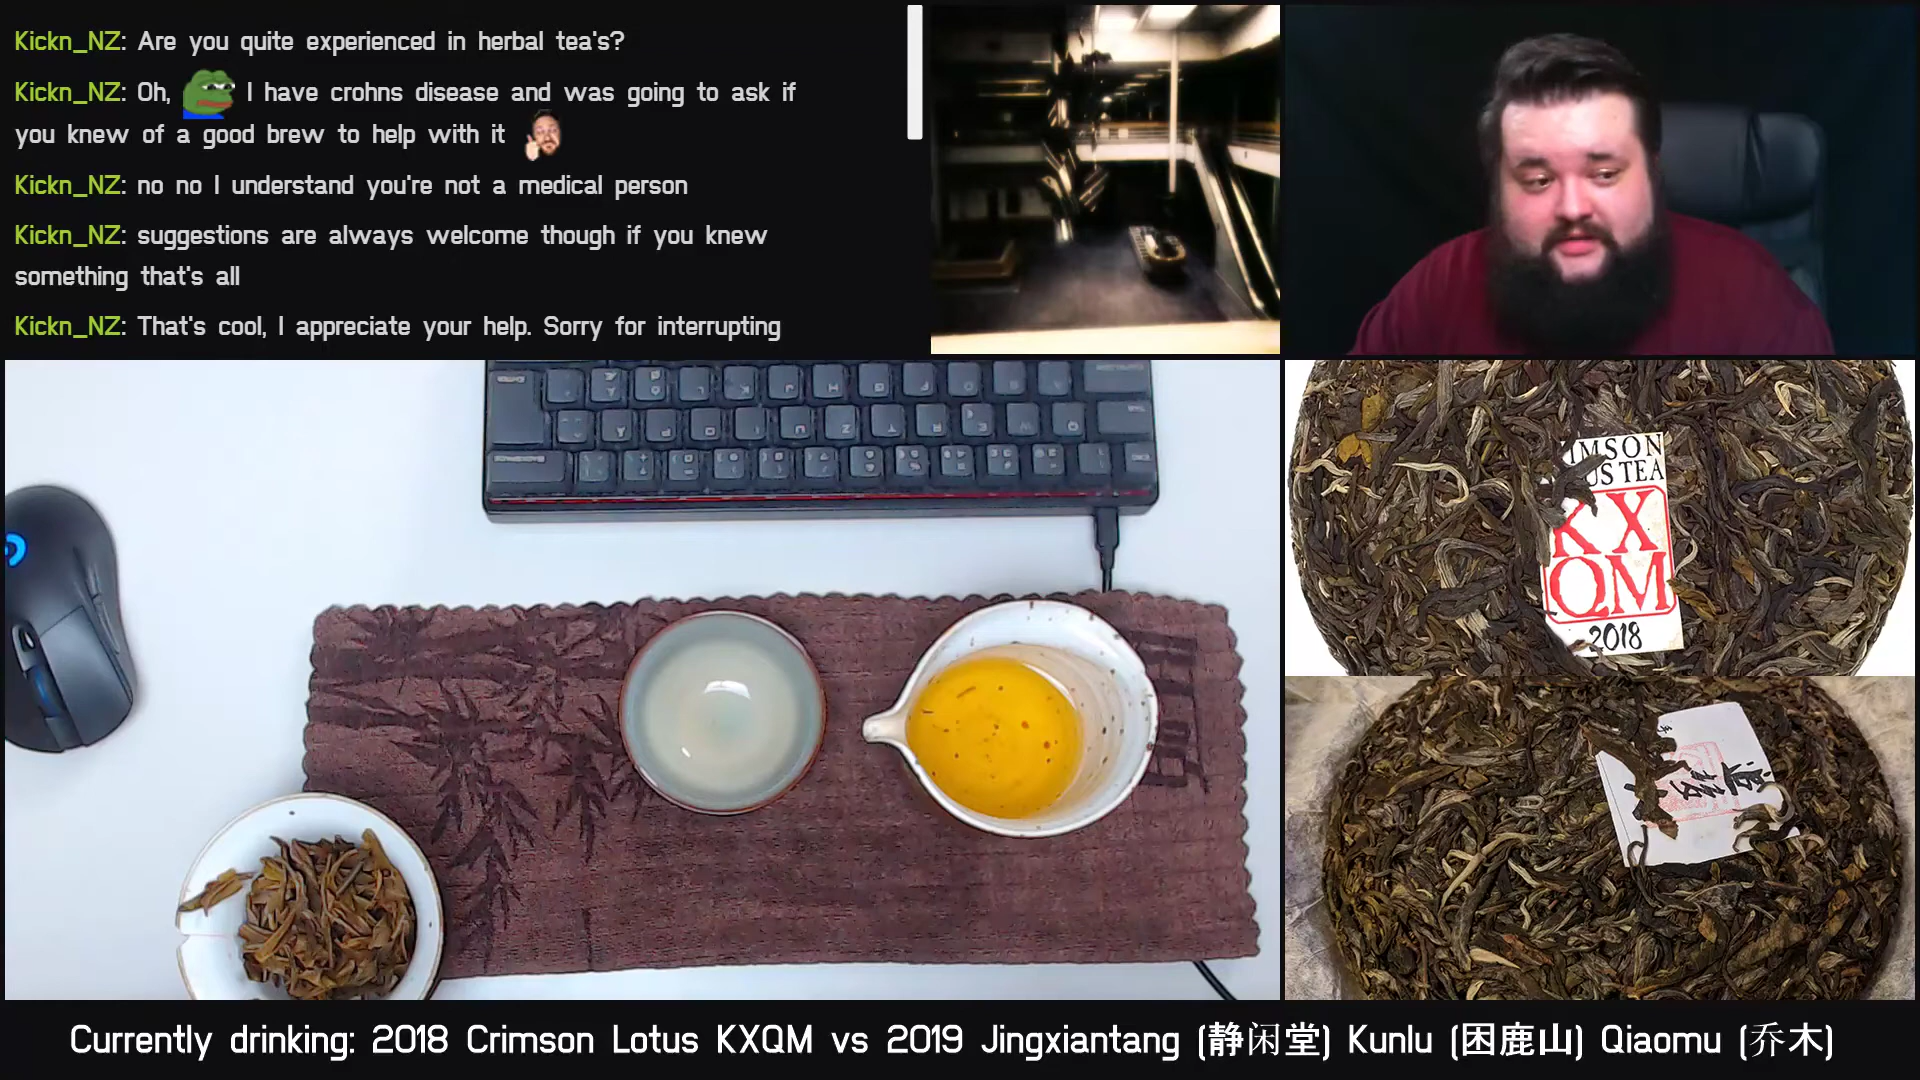 Kickn_NZ: Are you quite experienced in herbal tea's?
Kickn_NZ: Oh, I have crohns disease and was going to ask if
you knew of a good brew to help with it
Kickn_NZ: no no I understand you're not a medical person
Kickn_NZ: suggestions are always welcome though if you knew
something that's all
Kickn_NZ: That's cool, I appreciate your help. Sorry for interrupting
IMSON
US TEA
KX
QM
2018
Currently drinking: 2018 Crimson Lotus KXQM vs 2019 Jingxiantang (静闲堂) Kunlu (困鹿山) Qiaomu (乔木)